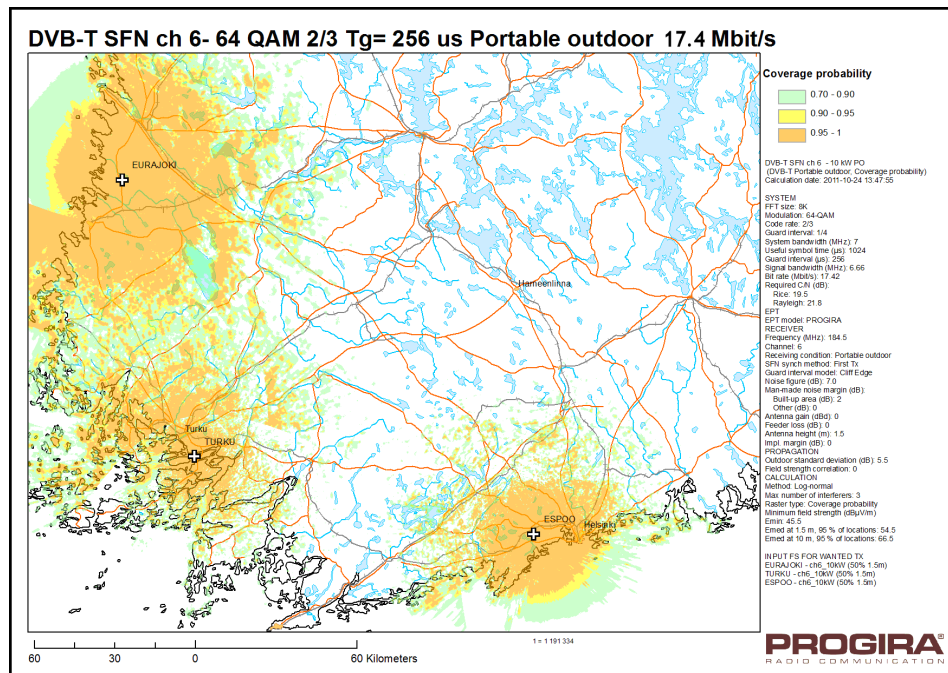 DVB-T SFN ch 6- 64 QAM 2/3 Tg= 256 us Portable outdoor 17.4 Mbit/s
Coverage probability
0.70 - 0.90
0.90 - 0.95
0.95 - 1
DVB-T SFN ch 6 - 10 kW PO
(DVB-T Portable outdoor, Coverage probability)
Calculation date: 2011-10-24 13:47:55
SYSTEM
FFT size: 8K
Modulation: 64-QAM
Code rate: 2/3
Guard interval: 1/4
System bandwidth (MHz): 7
Useful symbol time (µs): 1024
Guard interval (µs): 256
Signal bandwidth (MHz): 6.66
Bit rate (Mbit/s): 17.42
Required C/N (dB):
Rice: 19.5
Rayleigh: 21.8
EPT
EPT model: PROGIRA
RECEIVER
Frequency (MHz): 184.5
Channel: 6
Receiving condition: Portable outdoor
SFN synch method: First Tx
Guard interval model: Cliff Edge
Noise figure (dB): 7.0
Man-made noise margin (dB):
Built-up area (dB): 2
Other (dB): 0
Antenna gain (dBd): 0
Feeder loss (dB): 0
Antenna height (m): 1.5
Impl. margin (dB): 0
PROPAGATION
Outdoor standard deviation (dB): 5.5
Field strength correlation: 0
CALCULATION
Method: Log-normal
Max number of interferers: 3
Raster type: Coverage probability
Minimum field strength (dBµV/m)
Emin: 45.5
Emed at 1.5 m, 95 % of locations: 54.5
Emed at 10 m, 95 % of locations: 66.5
INPUT FS FOR WANTED TX
EURAJOKI - ch6_10kW (50% 1.5m)
TURKU - ch6_10kW (50% 1.5m)
ESPOO - ch6_10kW (50% 1.5m)
EURAJOKI
Hämeenlinna
Turku
TURKU
ESPOO
Helsinki
60 30 0 60 Kilometers
1 = 1 191 334
PROGIRA®
RADIO COMMUNICATION